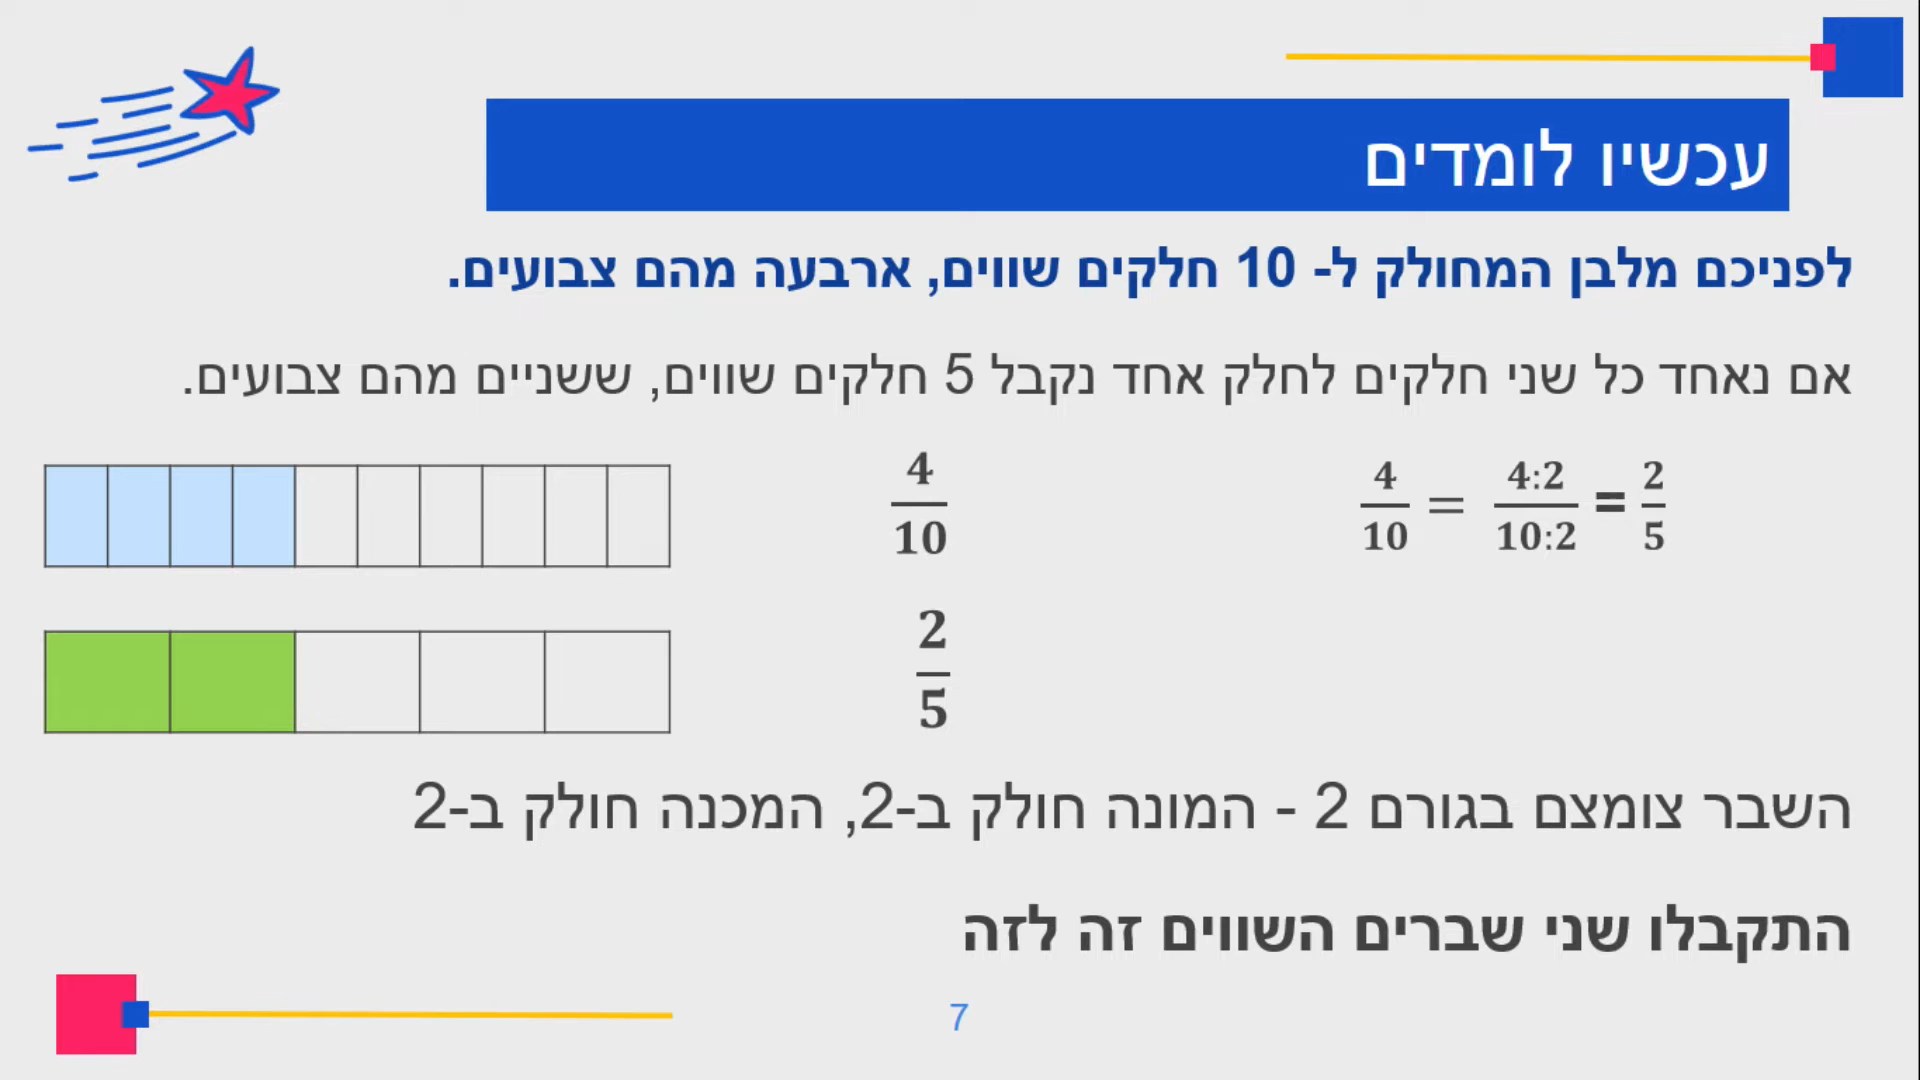 עכשיו לומדים
לפניכם מלבן המחולק ל- 10 חלקים שווים, ארבעה מהם צבועים.
אם נאחד כל שני חלקים לחלק אחד נקבל 5 חלקים שווים, ששניים מהם צבועים.
4/10
4/10 = 4:2/10:2 = 2/5
2/5
השבר צומצם בגורם 2 - המונה חולק ב-2, המכנה חולק ב-2
התקבלו שני שברים השווים זה לזה
7